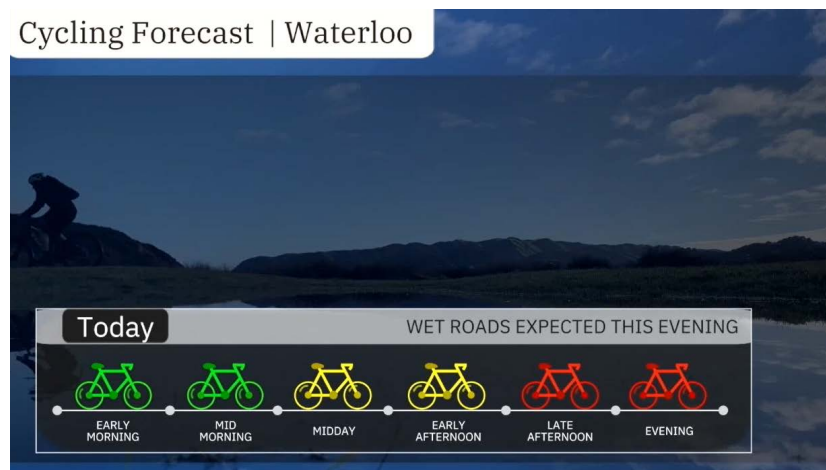 Cycling Forecast | Waterloo
Today
WET ROADS EXPECTED THIS EVENING
EARLY
MORNING
MID
MORNING
MIDDAY
EARLY
AFTERNOON
LATE
AFTERNOON
EVENING